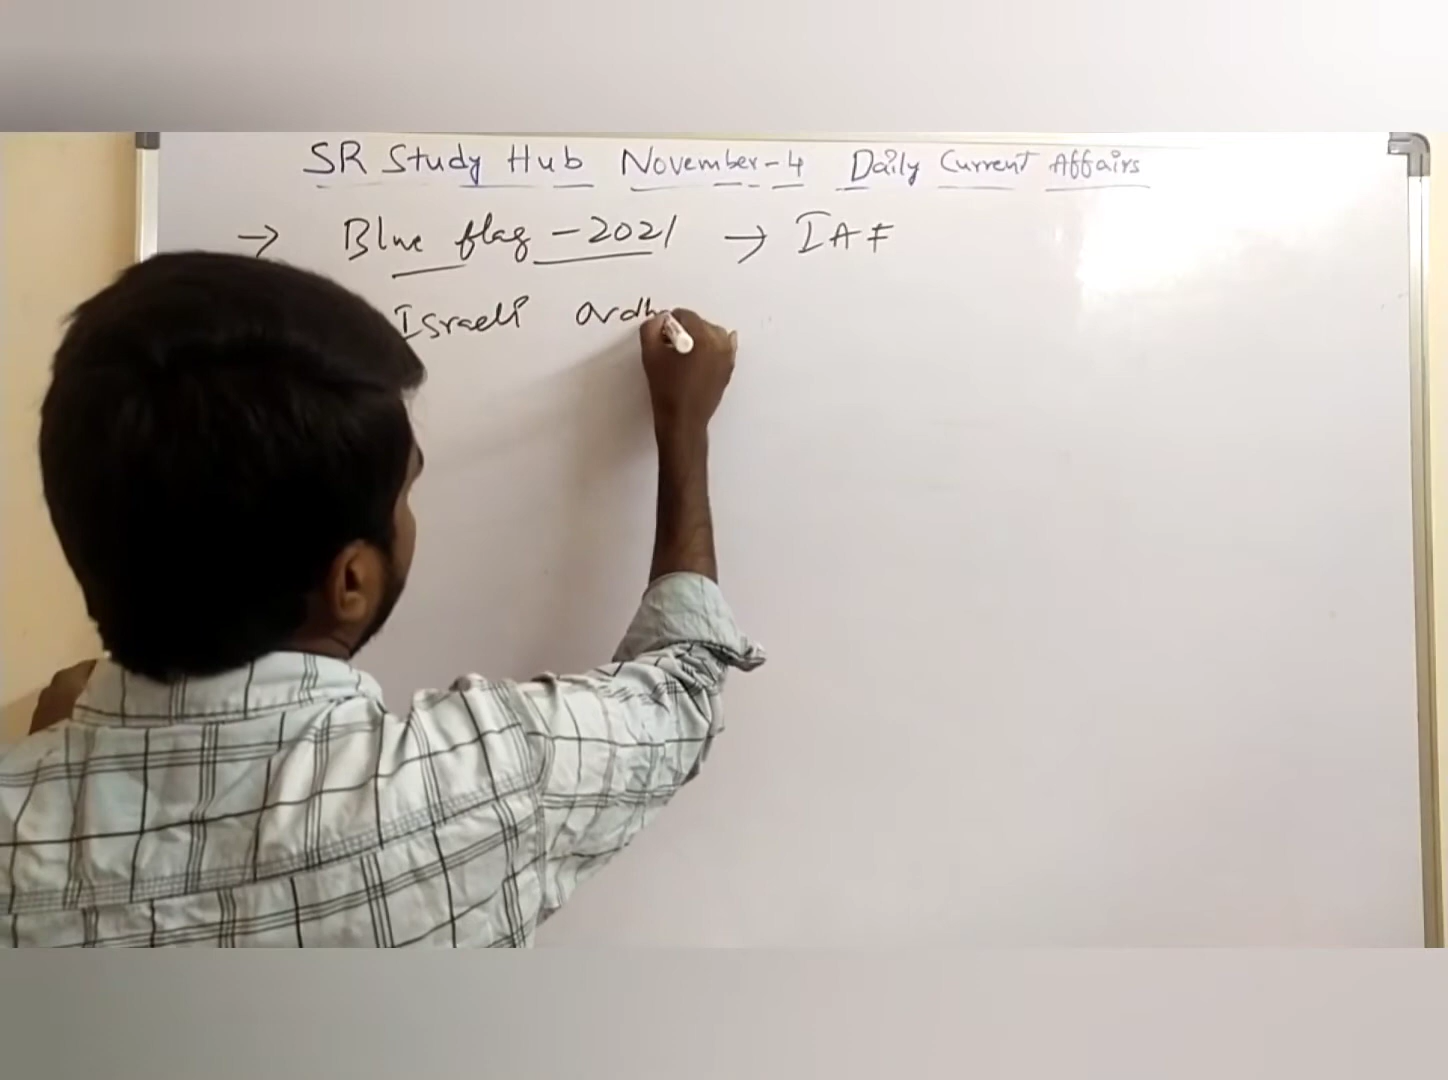 SR Study Hub November-4 Daily Current Affairs
→ Blue flag -2021 → IAF
Israeli